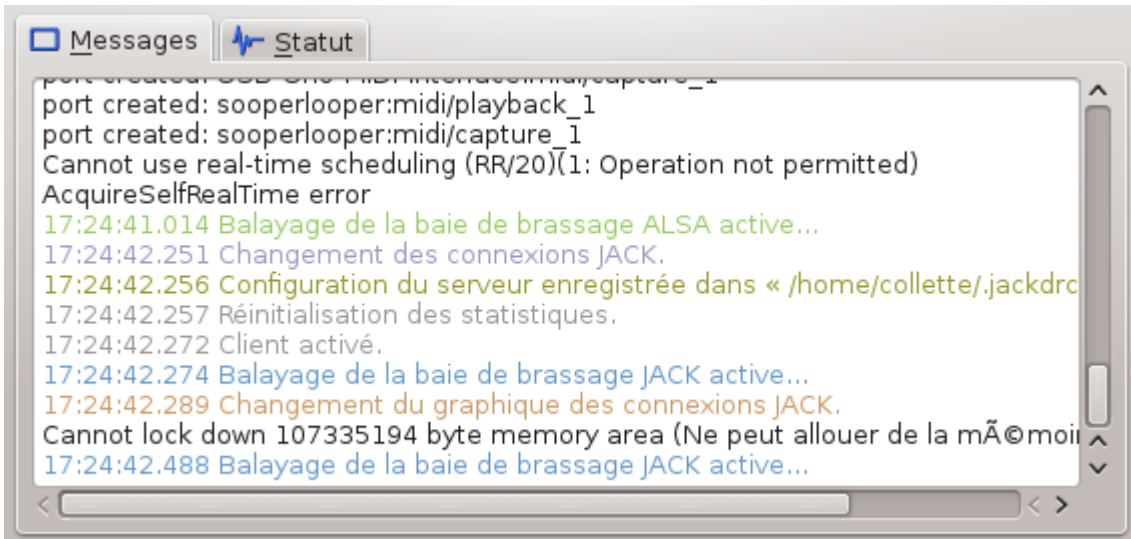 Messages
Statut
port created:
port created: sooperlooper:midi/playback_1
port created: sooperlooper:midi/capture_1
Cannot use real-time scheduling (RR/20)(1: Operation not permitted)
AcquireSelfRealTime error
17:24:41.014 Balayage de la baie de brassage ALSA active...
17:24:42.251 Changement des connexions JACK.
17:24:42.256 Configuration du serveur enregistrée dans « /home/collette/.jackdrc
17:24:42.257 Réinitialisation des statistiques.
17:24:42.272 Client activé.
17:24:42.274 Balayage de la baie de brassage JACK active...
17:24:42.289 Changement du graphique des connexions JACK.
Cannot lock down 107335194 byte memory area (Ne peut allouer de la mÃ©moi
17:24:42.488 Balayage de la baie de brassage JACK active...